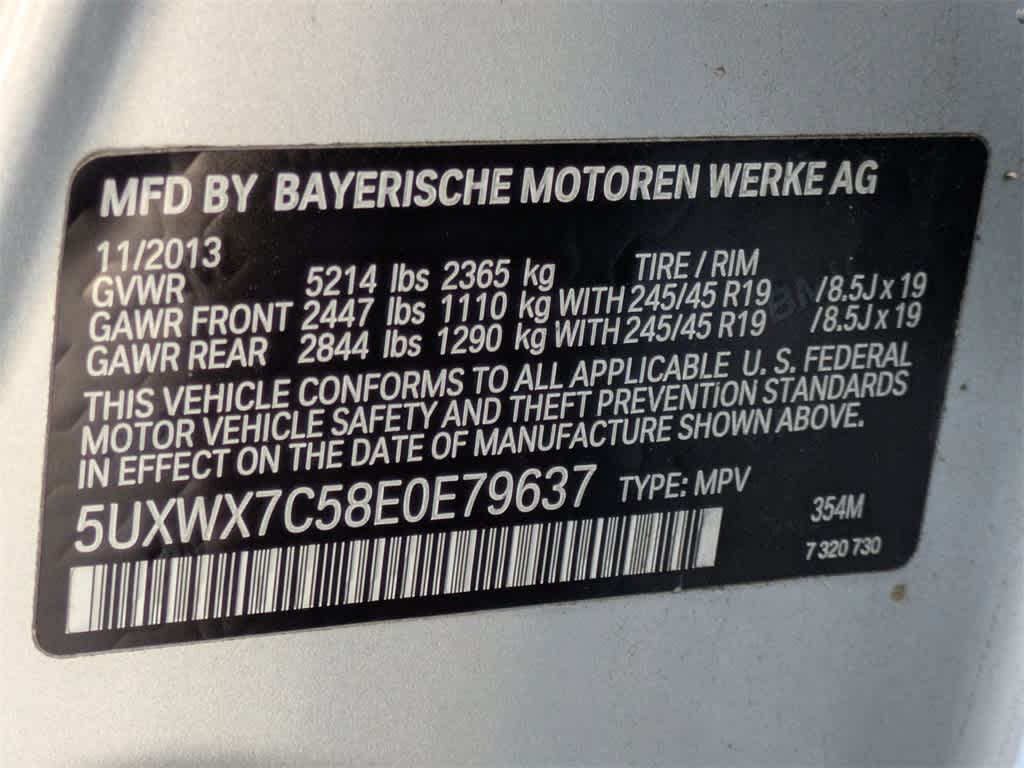 MFD BY BAYERISCHE MOTOREN WERKE AG
11/2013 TIRE / RIM
GVWR 5214 lbs 2365 kg
GAWR FRONT 2447 lbs 1110 kg WITH 245/45 R19 /8.5J x 19
GAWR REAR 2844 lbs 1290 kg WITH 245/45 R19 /8.5J x 19
THIS VEHICLE CONFORMS TO ALL APPLICABLE U. S. FEDERAL
MOTOR VEHICLE SAFETY AND THEFT PREVENTION STANDARDS
IN EFFECT ON THE DATE OF MANUFACTURE SHOWN ABOVE.
5UXWX7C58E0E79637 TYPE: MPV
354M
7 320 730